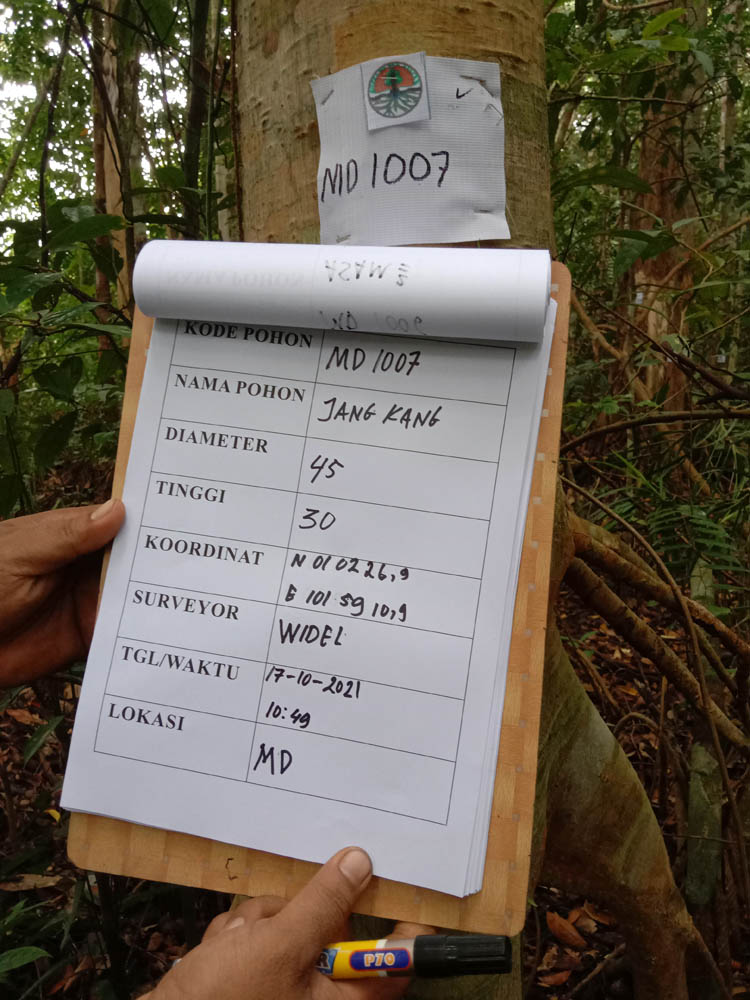 MD 1007
KODE POHON MD 1007
NAMA POHON JANG KANG
DIAMETER 45
TINGGI 30
KOORDINAT N 01 02 26,9
E 101 59 10,9
SURVEYOR WIDEL
TGL/WAKTU 17-10-2021
10:49
LOKASI MD
P70